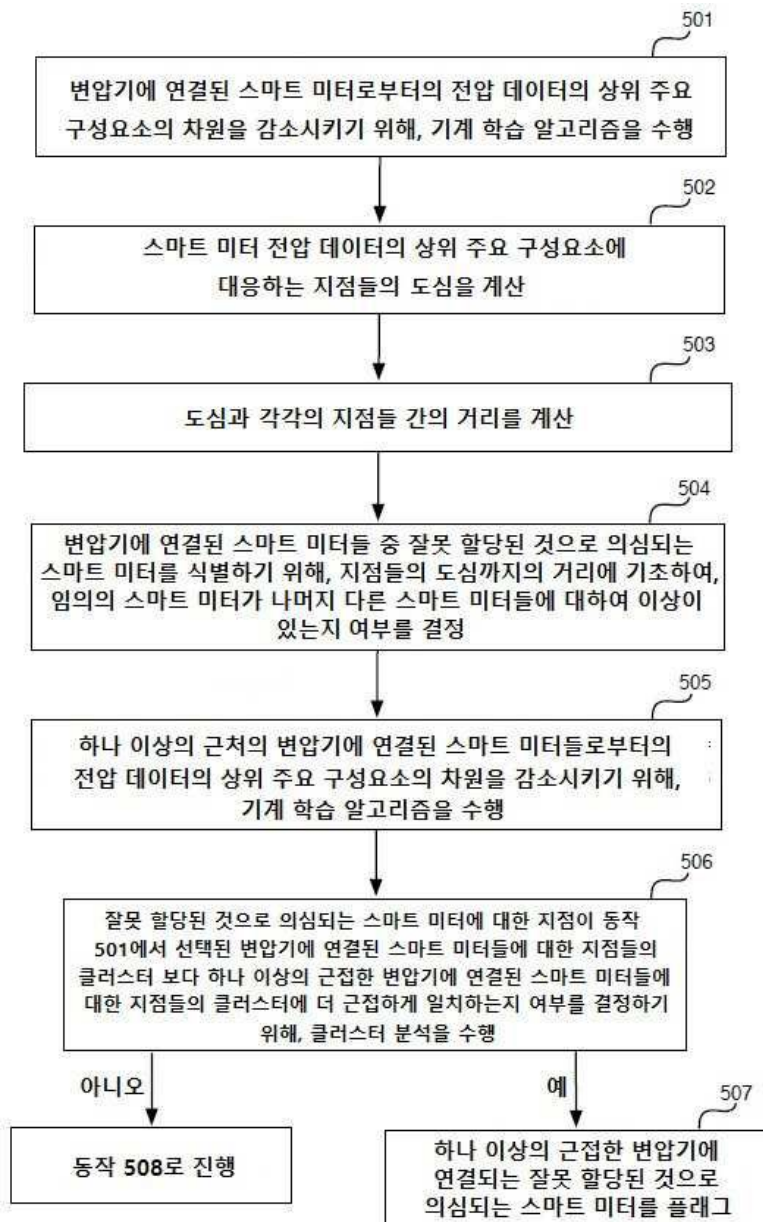 501
변압기에 연결된 스마트 미터로부터의 전압 데이터의 상위 주요
구성요소의 차원을 감소시키기 위해, 기계 학습 알고리즘을 수행
502
스마트 미터 전압 데이터의 상위 주요 구성요소에
대응하는 지점들의 도심을 계산
503
도심과 각각의 지점들 간의 거리를 계산
504
변압기에 연결된 스마트 미터들 중 잘못 할당된 것으로 의심되는
스마트 미터를 식별하기 위해, 지점들의 도심까지의 거리에 기초하여,
임의의 스마트 미터가 나머지 다른 스마트 미터들에 대하여 이상이
있는지 여부를 결정
505
하나 이상의 근처의 변압기에 연결된 스마트 미터들로부터의
전압 데이터의 상위 주요 구성요소의 차원을 감소시키기 위해,
기계 학습 알고리즘을 수행
506
잘못 할당된 것으로 의심되는 스마트 미터에 대한 지점이 동작
501에서 선택된 변압기에 연결된 스마트 미터들에 대한 지점들의
클러스터 보다 하나 이상의 근접한 변압기에 연결된 스마트 미터들에
대한 지점들의 클러스터에 더 근접하게 일치하는지 여부를 결정하기
위해, 클러스터 분석을 수행
아니오
예
507
동작 508로 진행
하나 이상의 근접한 변압기에
연결되는 잘못 할당된 것으로
의심되는 스마트 미터를 플래그